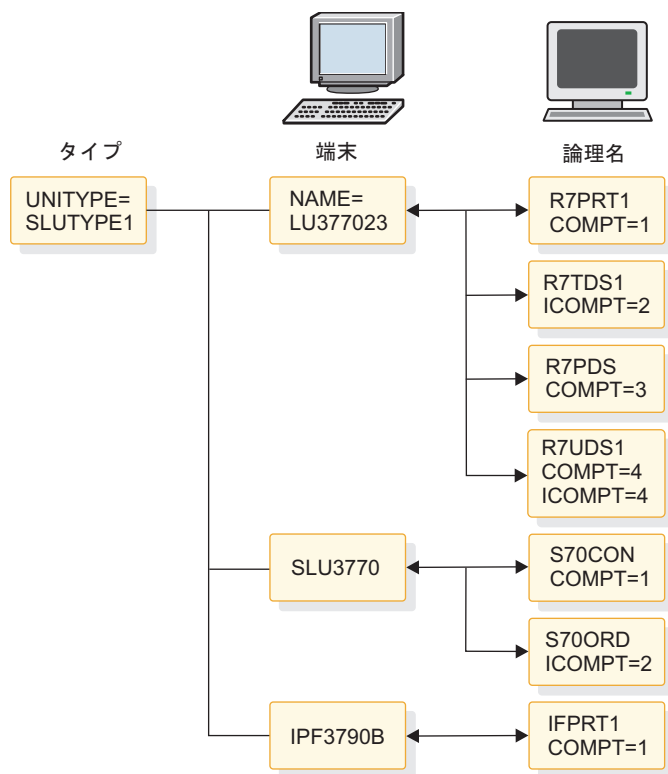 タイプ
端末
論理名
UNITYPE=
SLUTYPE1
NAME=
LU377023
R7PRT1
COMPT=1
R7TDS1
ICOMPT=2
R7PDS
COMPT=3
R7UDS1
COMPT=4
ICOMPT=4
SLU3770
S70CON
COMPT=1
S70ORD
ICOMPT=2
IPF3790B
IFPRT1
COMPT=1